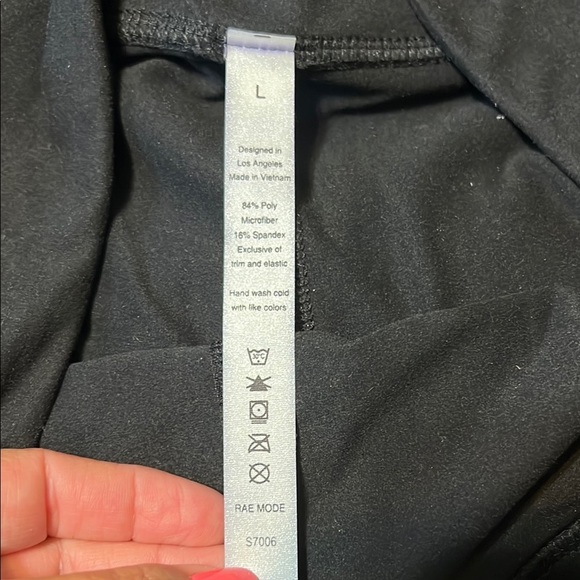 L
Designed in
Los Angeles
Made in Vietnam
84% Poly
Microfiber
16% Spandex
Exclusive of
trim and elastic
Hand wash cold
with like colors
30°C
RAE MODE
S7006